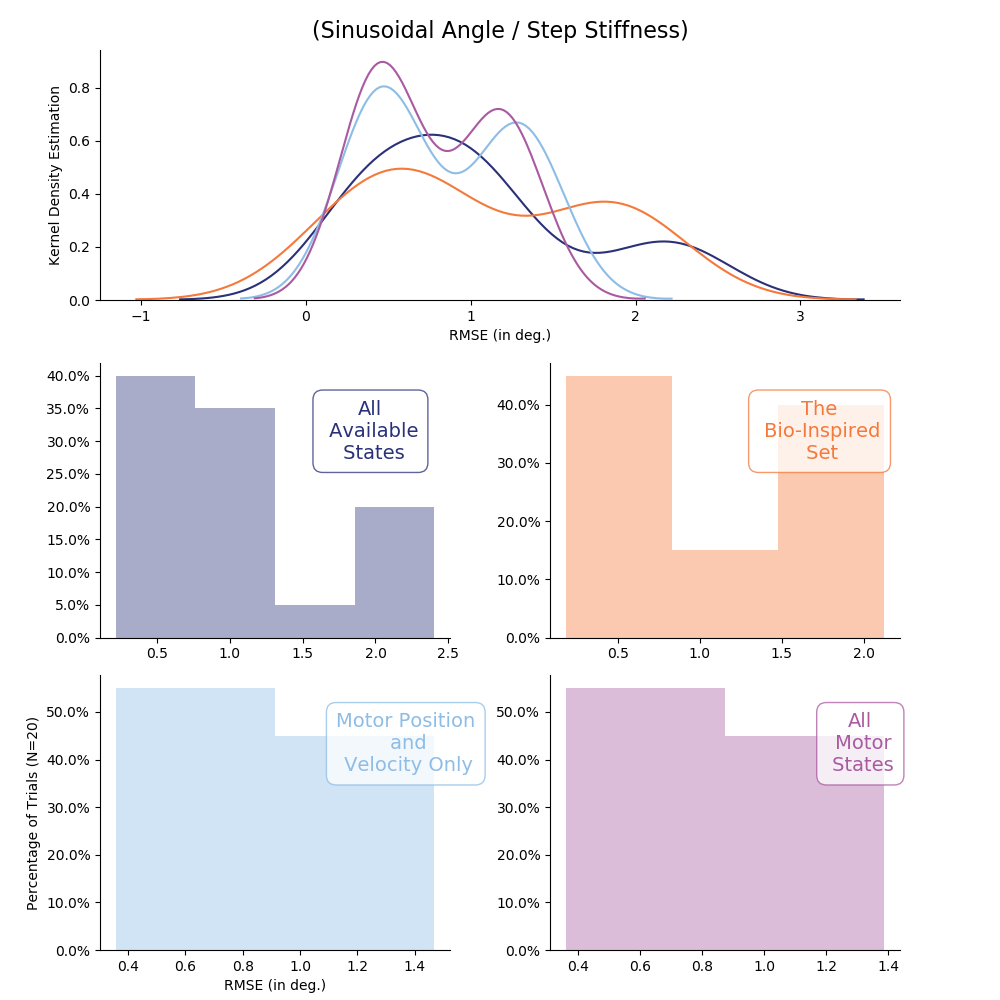 (Sinusoidal Angle / Step Stiffness)
Kernel Density Estimation
0.8
0.6
0.4
0.2
0.0
−1 0 1 2 3
RMSE (in deg.)
40.0%
35.0%
30.0%
25.0%
20.0%
15.0%
10.0%
5.0%
0.0%
All
Available
States
0.5 1.0 1.5 2.0 2.5
40.0%
30.0%
20.0%
10.0%
0.0%
The
Bio-Inspired
Set
0.5 1.0 1.5 2.0
Percentage of Trials (N=20)
50.0%
40.0%
30.0%
20.0%
10.0%
0.0%
Motor Position
and
Velocity Only
0.4 0.6 0.8 1.0 1.2 1.4
RMSE (in deg.)
50.0%
40.0%
30.0%
20.0%
10.0%
0.0%
All
Motor
States
0.4 0.6 0.8 1.0 1.2 1.4